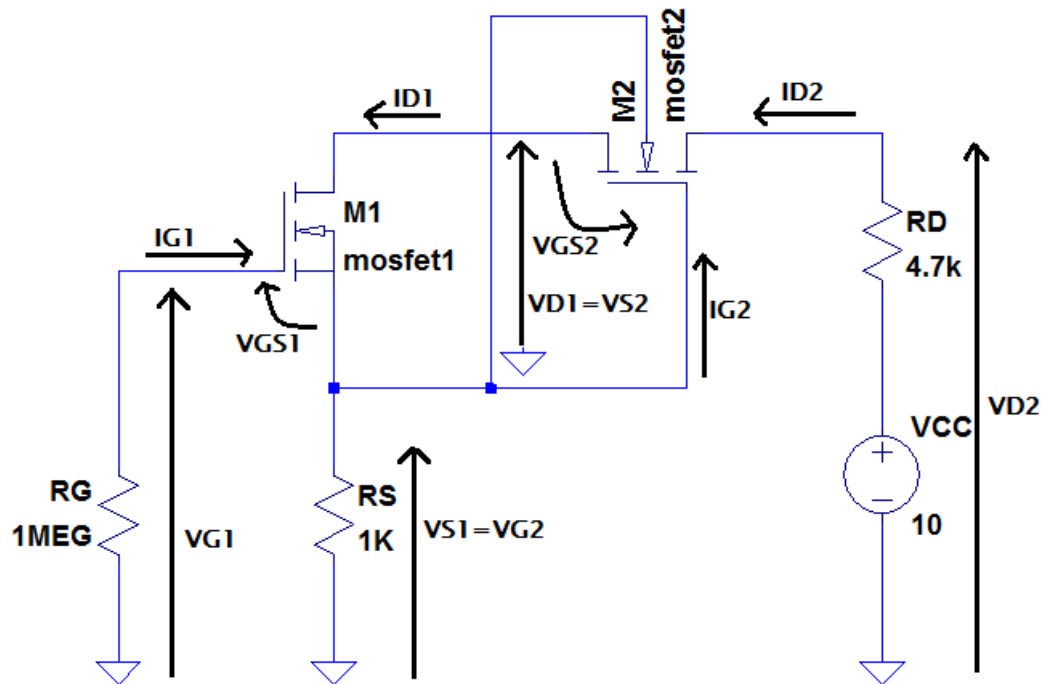 ID1
M2
mosfet2
ID2
IG1
M1
mosfet1
VGS1
VGS2
VD1=VS2
IG2
RD
4.7k
VCC
10
VD2
RG
1MEG
VG1
RS
1K
VS1=VG2